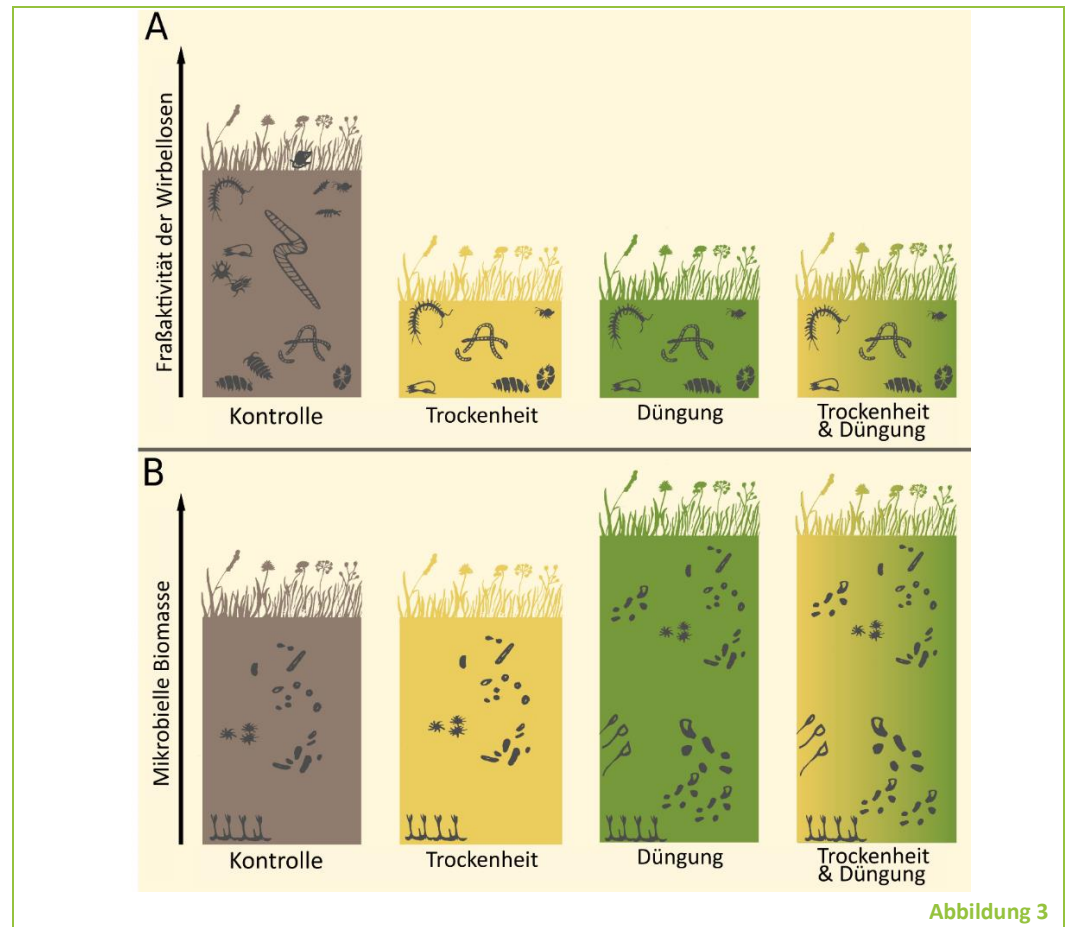 A
Fraßaktivität der Wirbellosen
Kontrolle
Trockenheit
Düngung
Trockenheit
& Düngung
B
Mikrobielle Biomasse
Kontrolle
Trockenheit
Düngung
Trockenheit
& Düngung
Abbildung 3